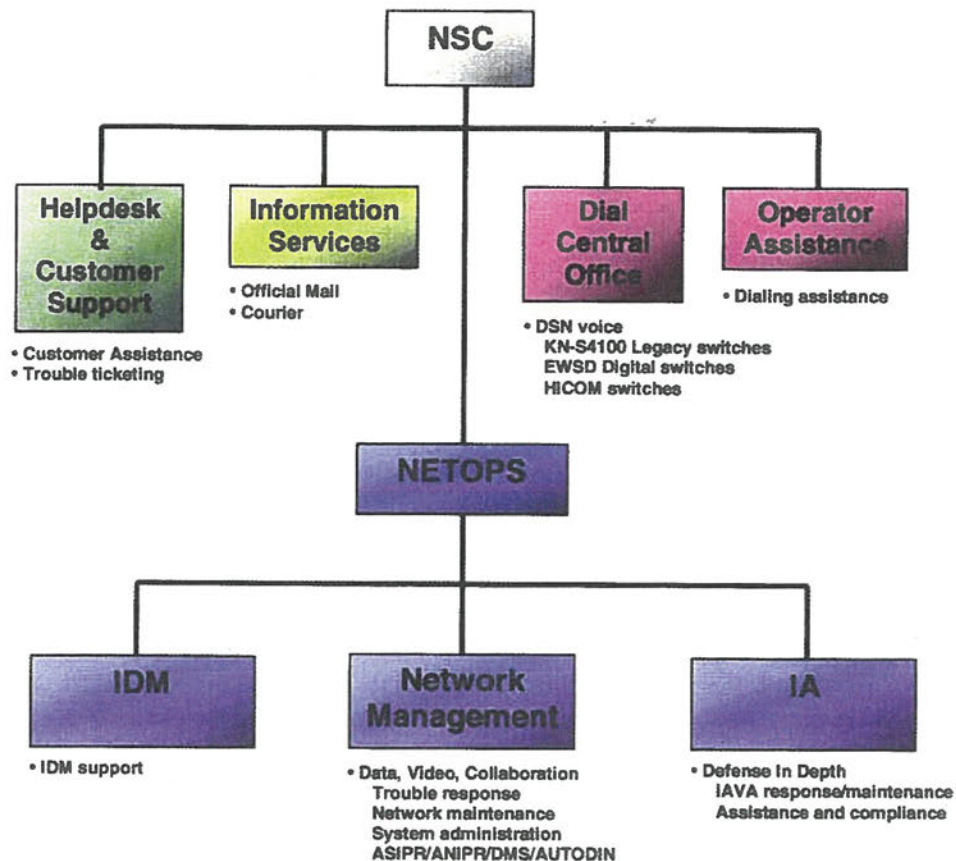 NSC
Helpdesk
&
Customer
Support
• Customer Assistance
• Trouble ticketing
Information
Services
• Official Mail
• Courier
Dial
Central
Office
• DSN voice
KN-S4100 Legacy switches
EWSD Digital switches
HICOM switches
Operator
Assistance
• Dialing assistance
NETOPS
IDM
• IDM support
Network
Management
• Data, Video, Collaboration
Trouble response
Network maintenance
System administration
ASIPR/ANIPR/DMS/AUTODIN
IA
• Defense In Depth
IAVA response/maintenance
Assistance and compliance